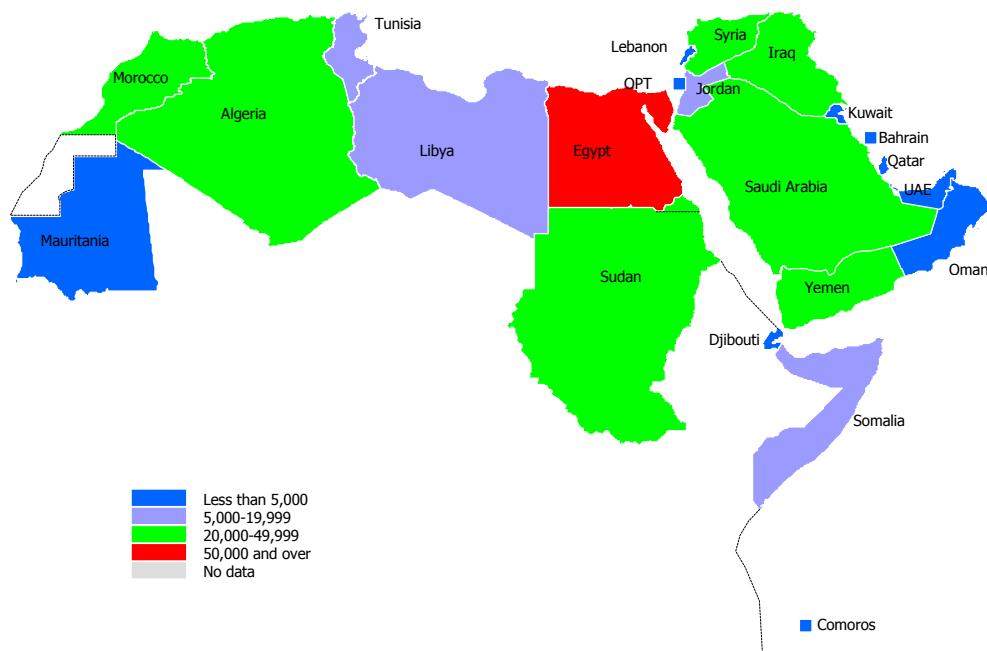 Tunisia
Syria
Lebanon
Iraq
Morocco
OPT
Jordan
Algeria
Kuwait
Bahrain
Libya
Egypt
Qatar
Saudi Arabia
UAE
Mauritania
Oman
Sudan
Yemen
Djibouti
Somalia
Less than 5,000
5,000-19,999
20,000-49,999
50,000 and over
No data
Comoros